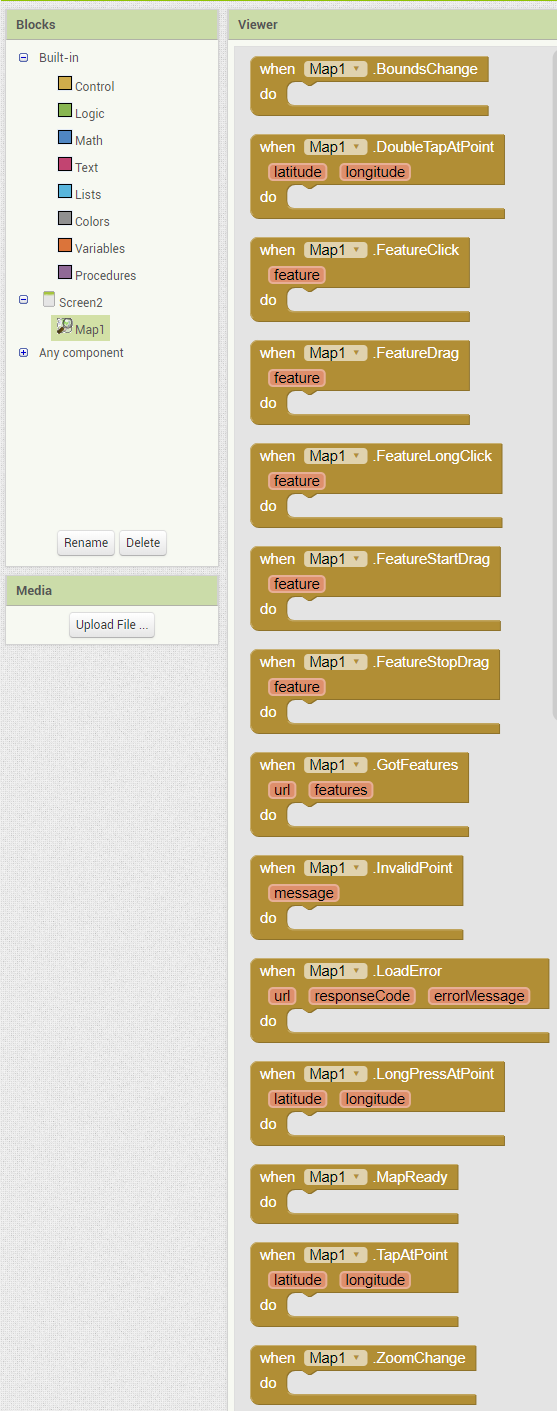 Blocks
Built-in
Control
Logic
Math
Text
Lists
Colors
Variables
Procedures
Screen2
Map1
Any component
Rename Delete
Media
Upload File ...
Viewer
when Map1 .BoundsChange
do
when Map1 .DoubleTapAtPoint
latitude longitude
do
when Map1 .FeatureClick
feature
do
when Map1 .FeatureDrag
feature
do
when Map1 .FeatureLongClick
feature
do
when Map1 .FeatureStartDrag
feature
do
when Map1 .FeatureStopDrag
feature
do
when Map1 .GotFeatures
url features
do
when Map1 .InvalidPoint
message
do
when Map1 .LoadError
url responseCode errorMessage
do
when Map1 .LongPressAtPoint
latitude longitude
do
when Map1 .MapReady
do
when Map1 .TapAtPoint
latitude longitude
do
when Map1 .ZoomChange
do